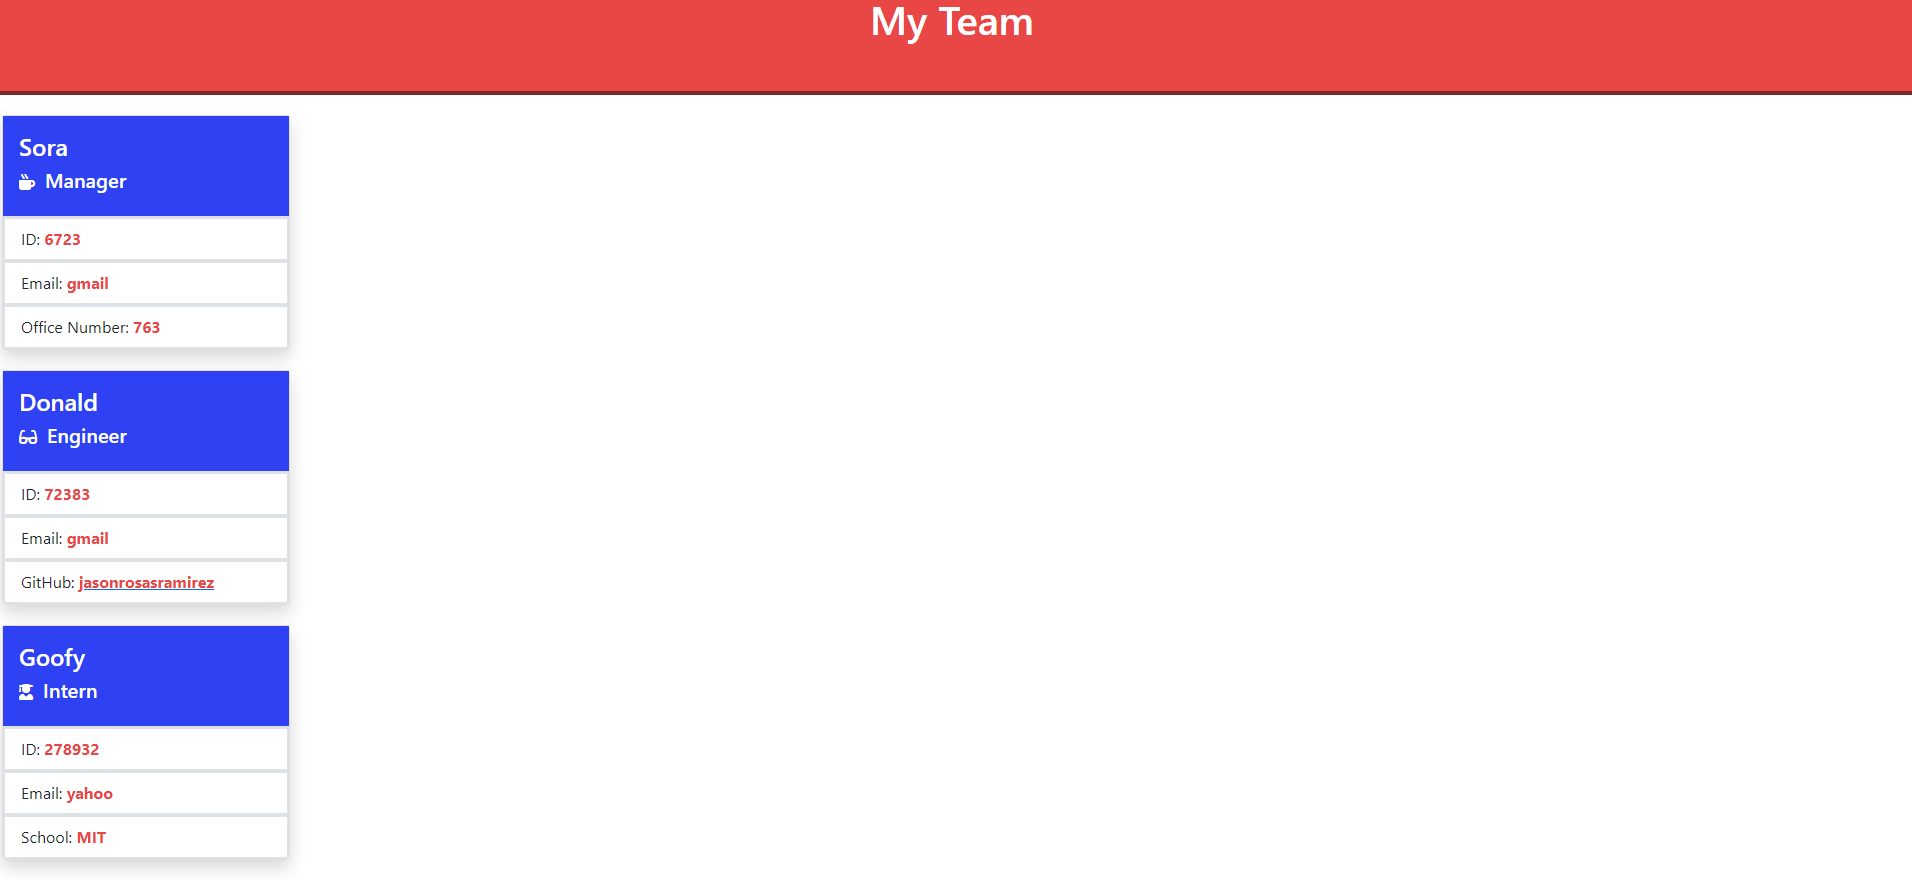 My Team
Sora
Manager
ID: 6723
Email: gmail
Office Number: 763
Donald
Engineer
ID: 72383
Email: gmail
GitHub: jasonrosasramirez
Goofy
Intern
ID: 278932
Email: yahoo
School: MIT